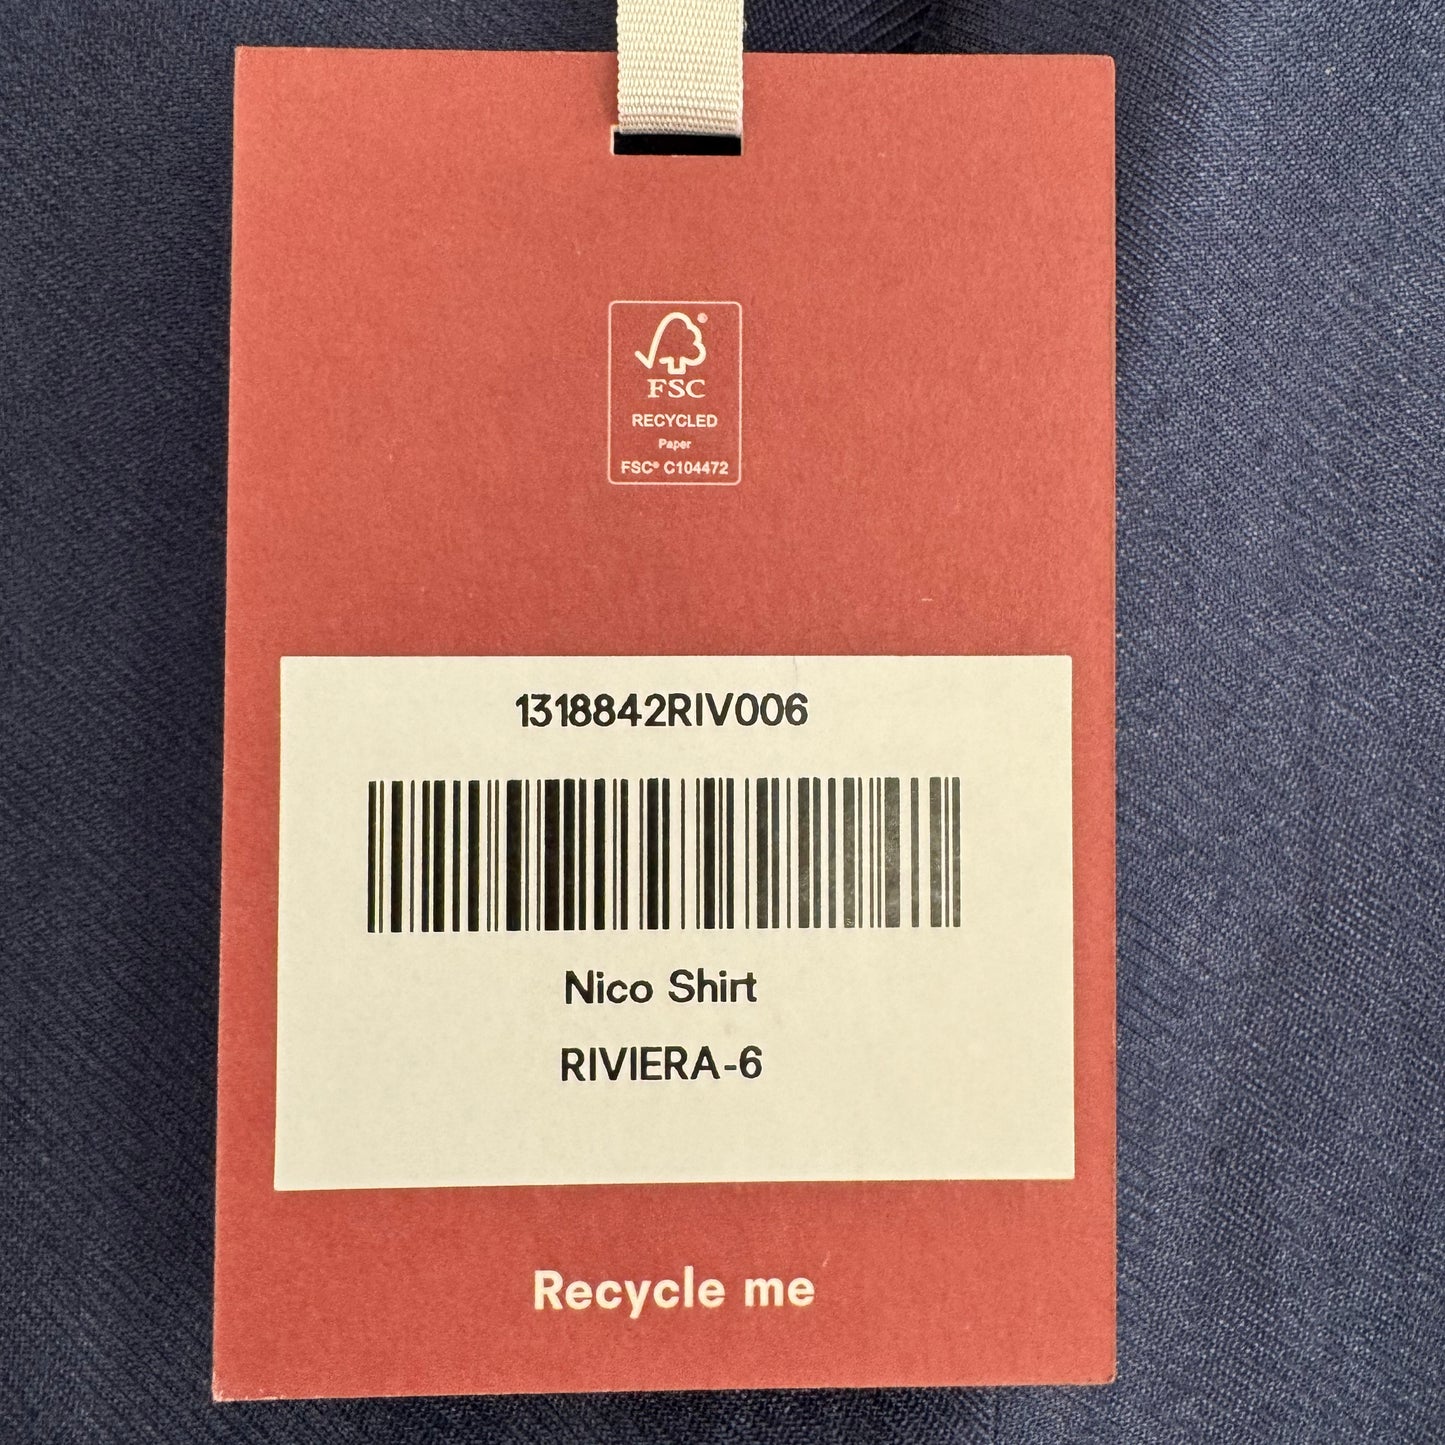 FSC
RECYCLED
Paper
FSC® C104472
1318842RIV006
Nico Shirt
RIVIERA-6
Recycle me